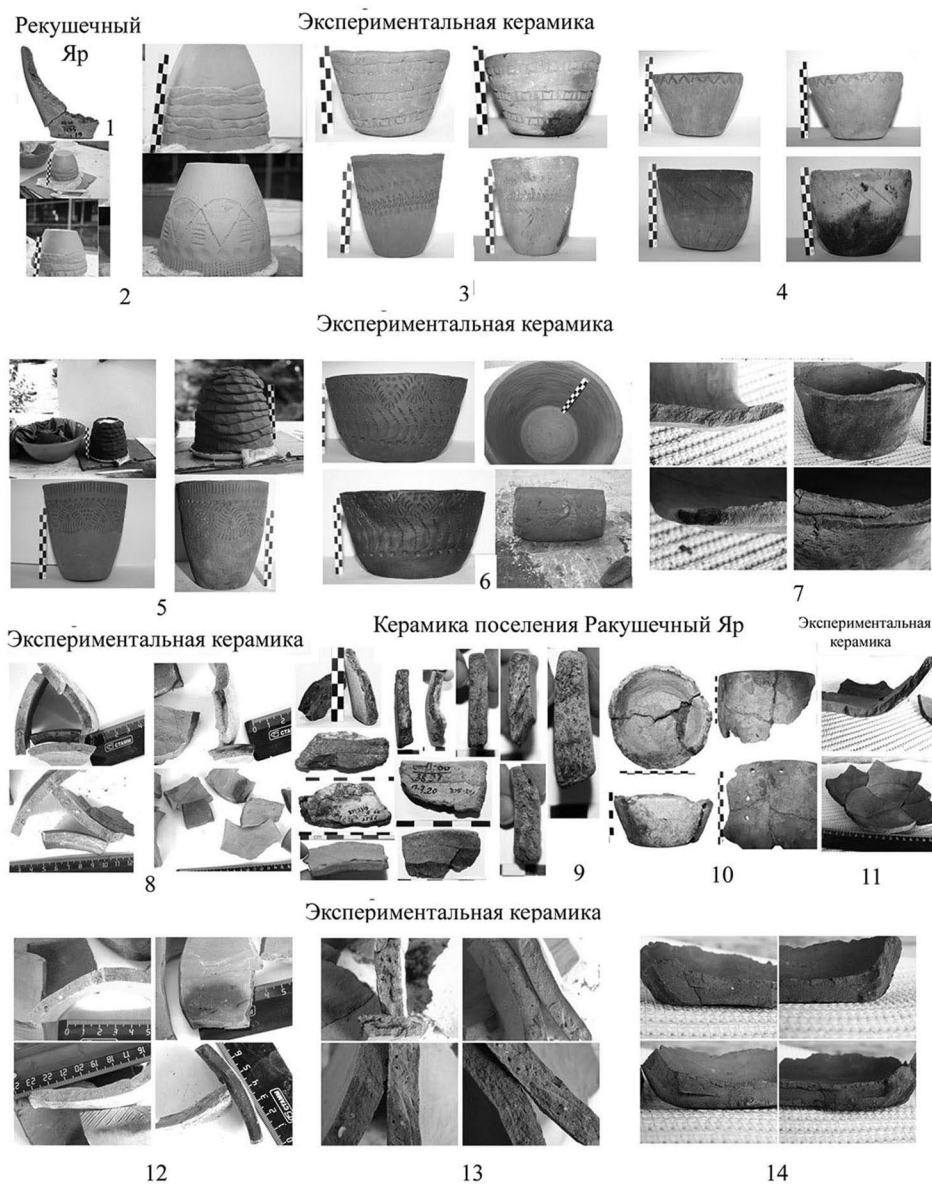 Рекушечный
Яр
Экспериментальная керамика
1
2
3
4
Экспериментальная керамика
5
6
7
Экспериментальная керамика
Керамика поселения Ракушечный Яр
Экспериментальная
керамика
8
9
10
11
Экспериментальная керамика
12
13
14